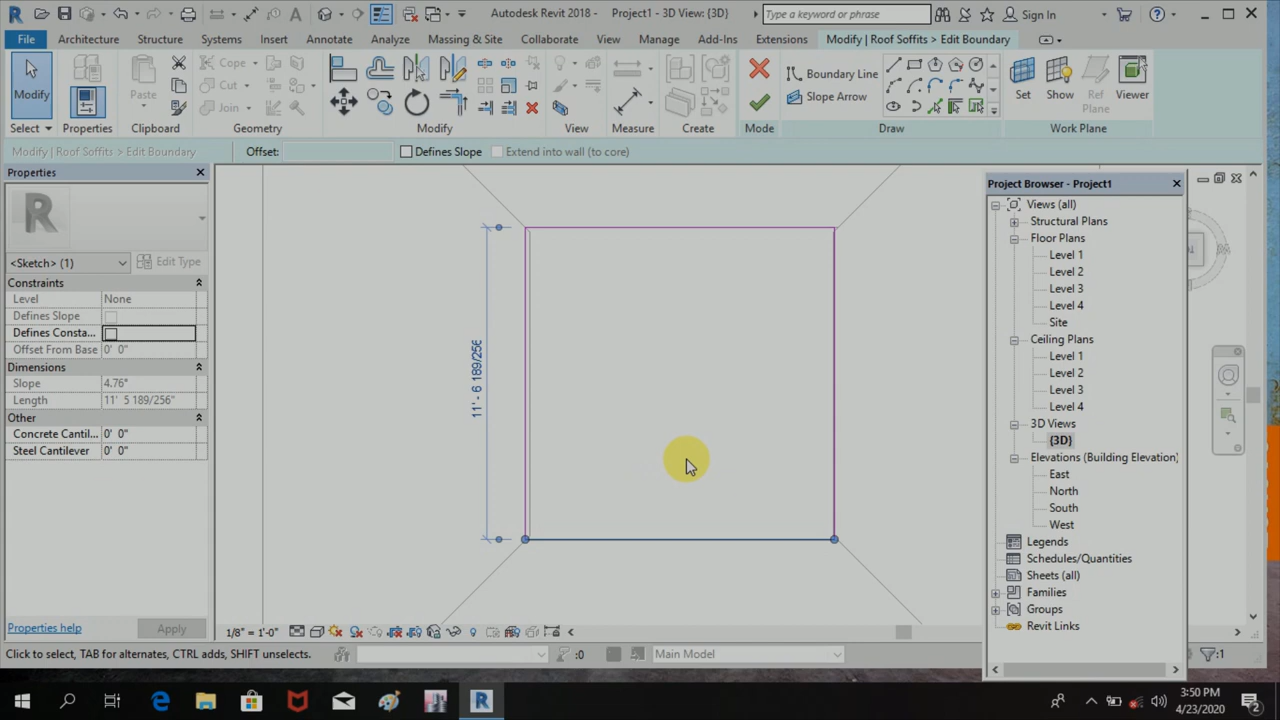 Autodesk Revit 2018 - Project1 - 3D View: {3D}
Type a keyword or phrase
Sign In
File
Architecture
Structure
Systems
Insert
Annotate
Analyze
Massing & Site
Collaborate
View
Manage
Add-Ins
Extensions
Modify | Roof Soffits > Edit Boundary
Modify
Paste
Cope
Cut
Join
Boundary Line
Slope Arrow
Set
Show
Ref
Plane
Viewer
Select
Properties
Clipboard
Geometry
Modify
View
Measure
Create
Mode
Draw
Work Plane
Modify | Roof Soffits > Edit Boundary
Offset:
Defines Slope
Extend into wall (to core)
Properties
R
<Sketch> (1)
Edit Type
Constraints
Level None
Defines Slope
Defines Consta...
Offset From Base 0' 0"
Dimensions
Slope 4.76°
Length 11' 5 189/256"
Other
Concrete Cantil... 0' 0"
Steel Cantilever 0' 0"
Properties help
Apply
11' - 6 189/256
Project Browser - Project1
Views (all)
Structural Plans
Floor Plans
Level 1
Level 2
Level 3
Level 4
Site
Ceiling Plans
Level 1
Level 2
Level 3
Level 4
3D Views
{3D}
Elevations (Building Elevation)
East
North
South
West
Legends
Schedules/Quantities
Sheets (all)
Families
Groups
Revit Links
1/8" = 1'-0"
Click to select, TAB for alternates, CTRL adds, SHIFT unselects.
:0
Main Model
:1
3:50 PM
4/23/2020
2